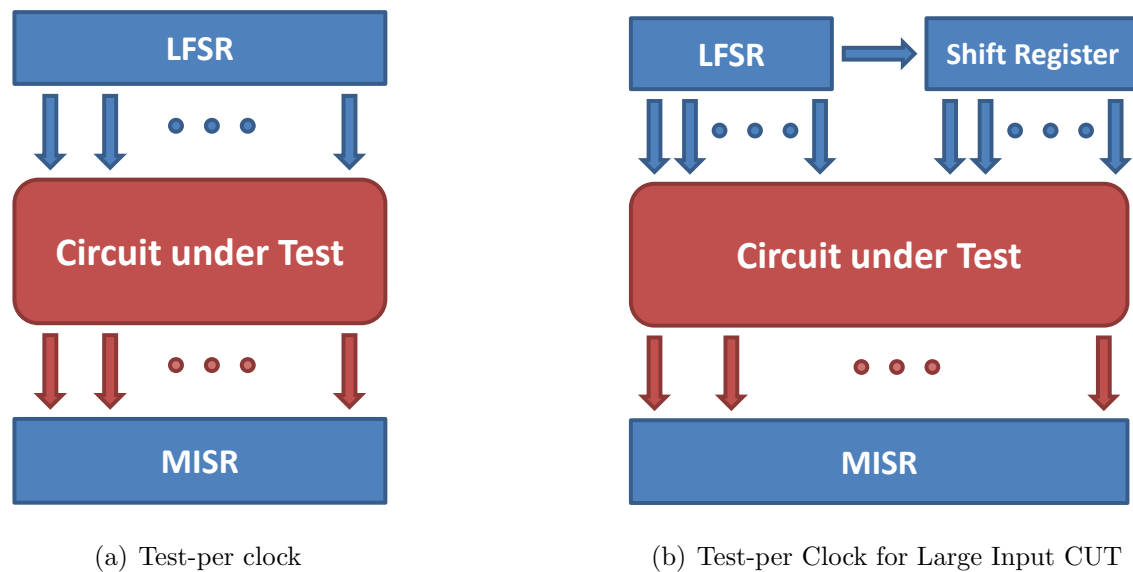 LFSR
Circuit under Test
MISR
(a) Test-per clock
LFSR
Shift Register
Circuit under Test
MISR
(b) Test-per Clock for Large Input CUT